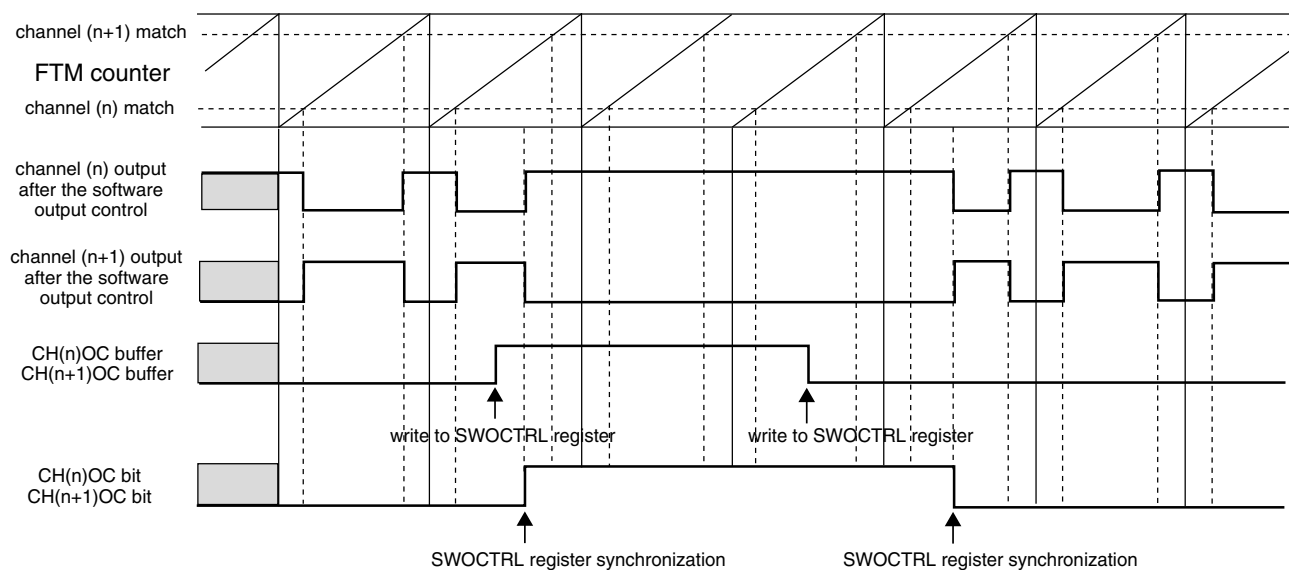 channel (n+1) match
FTM counter
channel (n) match
channel (n) output
after the software
output control
channel (n+1) output
after the software
output control
CH(n)OC buffer
CH(n+1)OC buffer
write to SWOCTRL register
write to SWOCTRL register
CH(n)OC bit
CH(n+1)OC bit
SWOCTRL register synchronization
SWOCTRL register synchronization